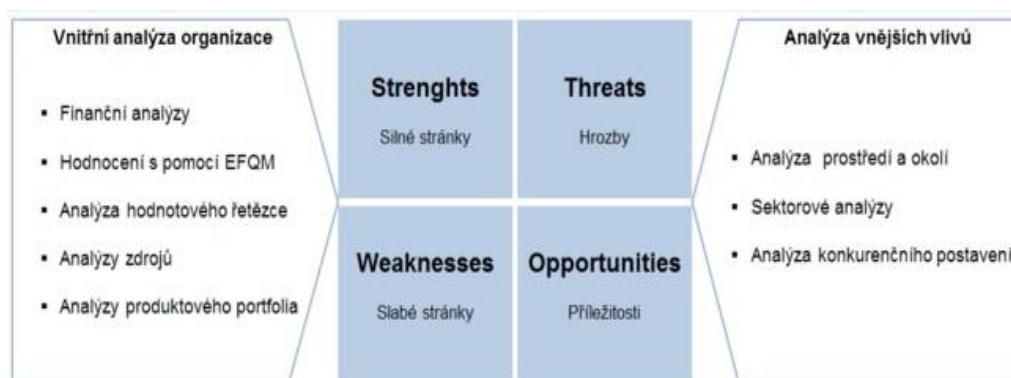 Vnitřní analýza organizace
▪ Finanční analýzy
▪ Hodnocení s pomocí EFQM
▪ Analýza hodnotového řetězce
▪ Analýzy zdrojů
▪ Analýzy produktového portfolia
Strenghts
Silné stránky
Threats
Hrozby
Weaknesses
Slabé stránky
Opportunities
Příležitosti
Analýza vnějších vlivů
▪ Analýza prostředí a okolí
▪ Sektorové analýzy
▪ Analýza konkurenčního postavení